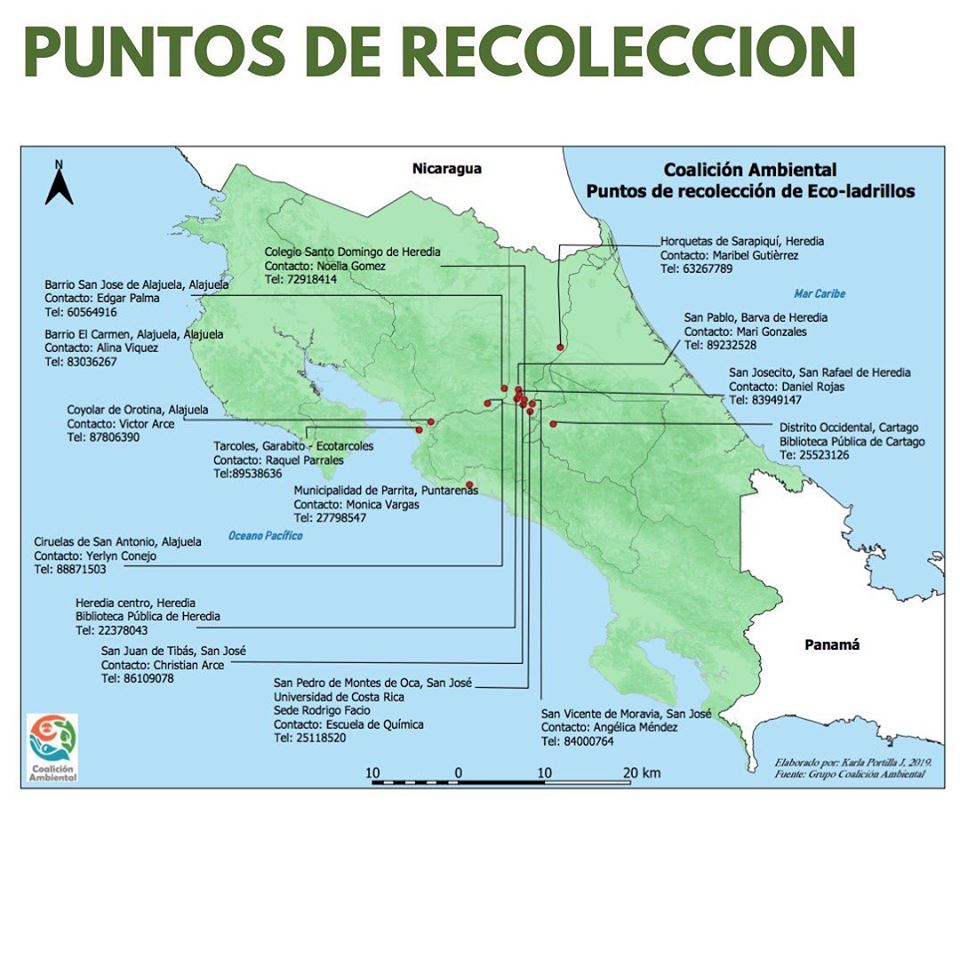 PUNTOS DE RECOLECCION
N
Nicaragua
Coalición Ambiental
Puntos de recolección de Eco-ladrillos
Colegio Santo Domingo de Heredia
Contacto: Noelia Gomez
Tel: 72918414
Horquetas de Sarapiquí, Heredia
Contacto: Maribel Gutièrrez
Tel: 63267789
Barrio San Jose de Alajuela, Alajuela
Contacto: Edgar Palma
Tel: 60564916
Mar Caribe
San Pablo, Barva de Heredia
Contacto: Mari Gonzales
Tel: 89232528
Barrio El Carmen, Alajuela, Alajuela
Contacto: Alina Viquez
Tel: 83036267
San Josecito, San Rafael de Heredia
Contacto: Daniel Rojas
Tel: 83949147
Coyolar de Orotina, Alajuela
Contacto: Victor Arce
Tel: 87806390
Distrito Occidental, Cartago
Biblioteca Pública de Cartago
Te: 25523126
Tarcoles, Garabito - Ecotarcoles
Contacto: Raquel Parrales
Tel:89538636
Municipalidad de Parrita, Puntarenas
Contacto: Monica Vargas
Tel: 27798547
Oceano Pacífico
Ciruelas de San Antonio, Alajuela
Contacto: Yerlyn Conejo
Tel: 88871503
Heredia centro, Heredia
Biblioteca Pública de Heredia
Tel: 22378043
Panamá
San Juan de Tibás, San José
Contacto: Christian Arce
Tel: 86109078
San Pedro de Montes de Oca, San José
Universidad de Costa Rica
Sede Rodrigo Facio
Contacto: Escuela de Química
Tel: 25118520
San Vicente de Moravia, San José
Contacto: Angélica Méndez
Tel: 84000764
Coalición
Ambiental
10 0 10 20 km
Elaborado por: Karla Portilla J, 2019.
Fuente: Grupo Coalición Ambiental